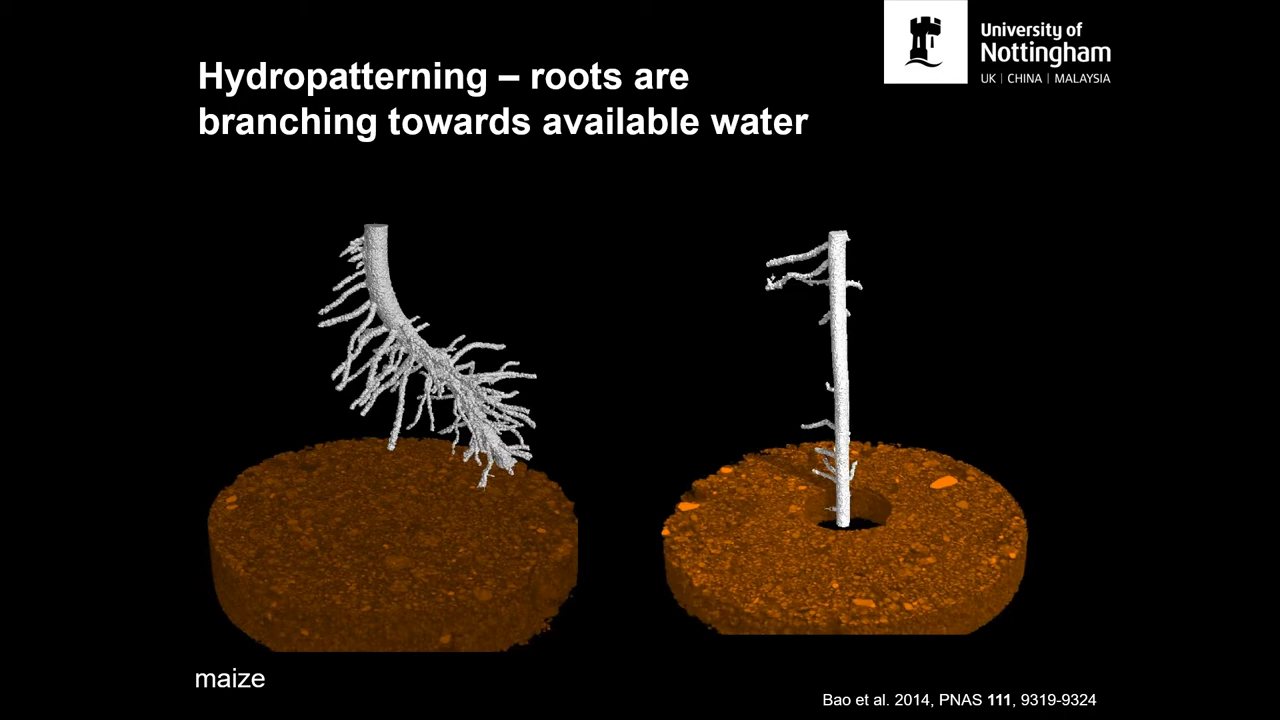 University of
Nottingham
UK | CHINA | MALAYSIA
Hydropatterning – roots are
branching towards available water
maize
Bao et al. 2014, PNAS 111, 9319-9324